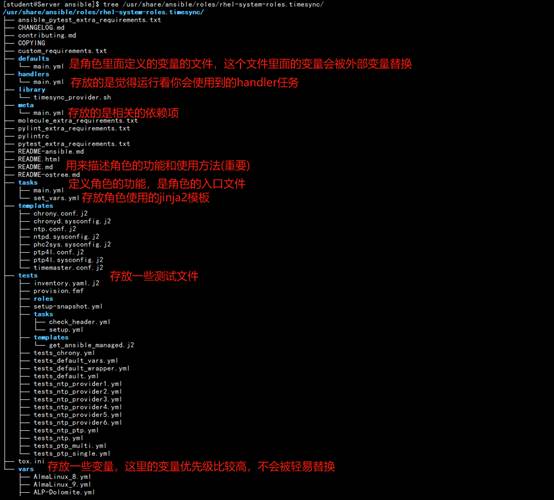 [student@Server ansible]$ tree /usr/share/ansible/roles/rhel-system-roles.timesync/
/usr/share/ansible/roles/rhel-system-roles.timesync/
├── ansible_pytest_extra_requirements.txt
├── CHANGELOG.md
├── contributing.md
├── COPYING
├── custom_requirements.txt
├── defaults
│   └── main.yml 是角色里面定义的变量的文件，这个文件里面的变量会被外部变量替换
├── handlers
│   └── main.yml 存放的是觉得运行看你会使用到的handler任务
├── library
│   └── timesync_provider.sh
├── meta
│   └── main.yml 存放的是相关的依赖项
├── molecule_extra_requirements.txt
├── pylint_extra_requirements.txt
├── pylintrc
├── pytest_extra_requirements.txt
├── README-ansible.md
├── README.html
├── README.md 用来描述角色的功能和使用方法(重要)
├── README-ostree.md
├── tasks 定义角色的功能，是角色的入口文件
│   ├── main.yml
│   └── set_vars.yml 存放角色使用的jinja2模板
├── templates
│   ├── chrony.conf.j2
│   ├── chronyd.sysconfig.j2
│   ├── ntp.conf.j2
│   ├── ntpd.sysconfig.j2
│   ├── phc2sys.sysconfig.j2
│   ├── ptp4l.conf.j2
│   ├── ptp4l.sysconfig.j2
│   └── timemaster.conf.j2
├── tests 存放一些测试文件
│   ├── inventory.yaml.j2
│   ├── provision.fmf
│   ├── roles
│   ├── setup-snapshot.yml
│   ├── tasks
│   │   ├── check_header.yml
│   │   └── setup.yml
│   ├── templates
│   │   └── get_ansible_managed.j2
│   ├── tests_chrony.yml
│   ├── tests_default_vars.yml
│   ├── tests_default_wrapper.yml
│   ├── tests_default.yml
│   ├── tests_ntp_provider1.yml
│   ├── tests_ntp_provider2.yml
│   ├── tests_ntp_provider3.yml
│   ├── tests_ntp_provider4.yml
│   ├── tests_ntp_provider5.yml
│   ├── tests_ntp_provider6.yml
│   ├── tests_ntp_ptp.yml
│   ├── tests_ntp.yml
│   ├── tests_ptp_multi.yml
│   └── tests_ptp_single.yml
├── tox.ini
└── vars 存放一些变量，这里的变量优先级比较高，不会被轻易替换
    ├── AlmaLinux_8.yml
    ├── AlmaLinux_9.yml
    ├── ALP-Dolomite.yml